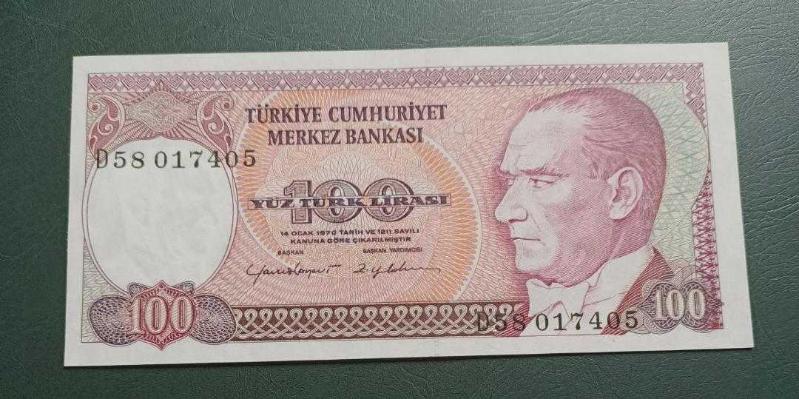 TÜRKİYE CUMHURİYET
MERKEZ BANKASI
D58 017405
100
YÜZ TÜRK LİRASI
14 OCAK 1970 TARİH VE 1211 SAYILI
KANUNA GÖRE ÇIKARILMIŞTIR
BAŞKAN BAŞKAN YARDIMCISI
D58 017405
100
100